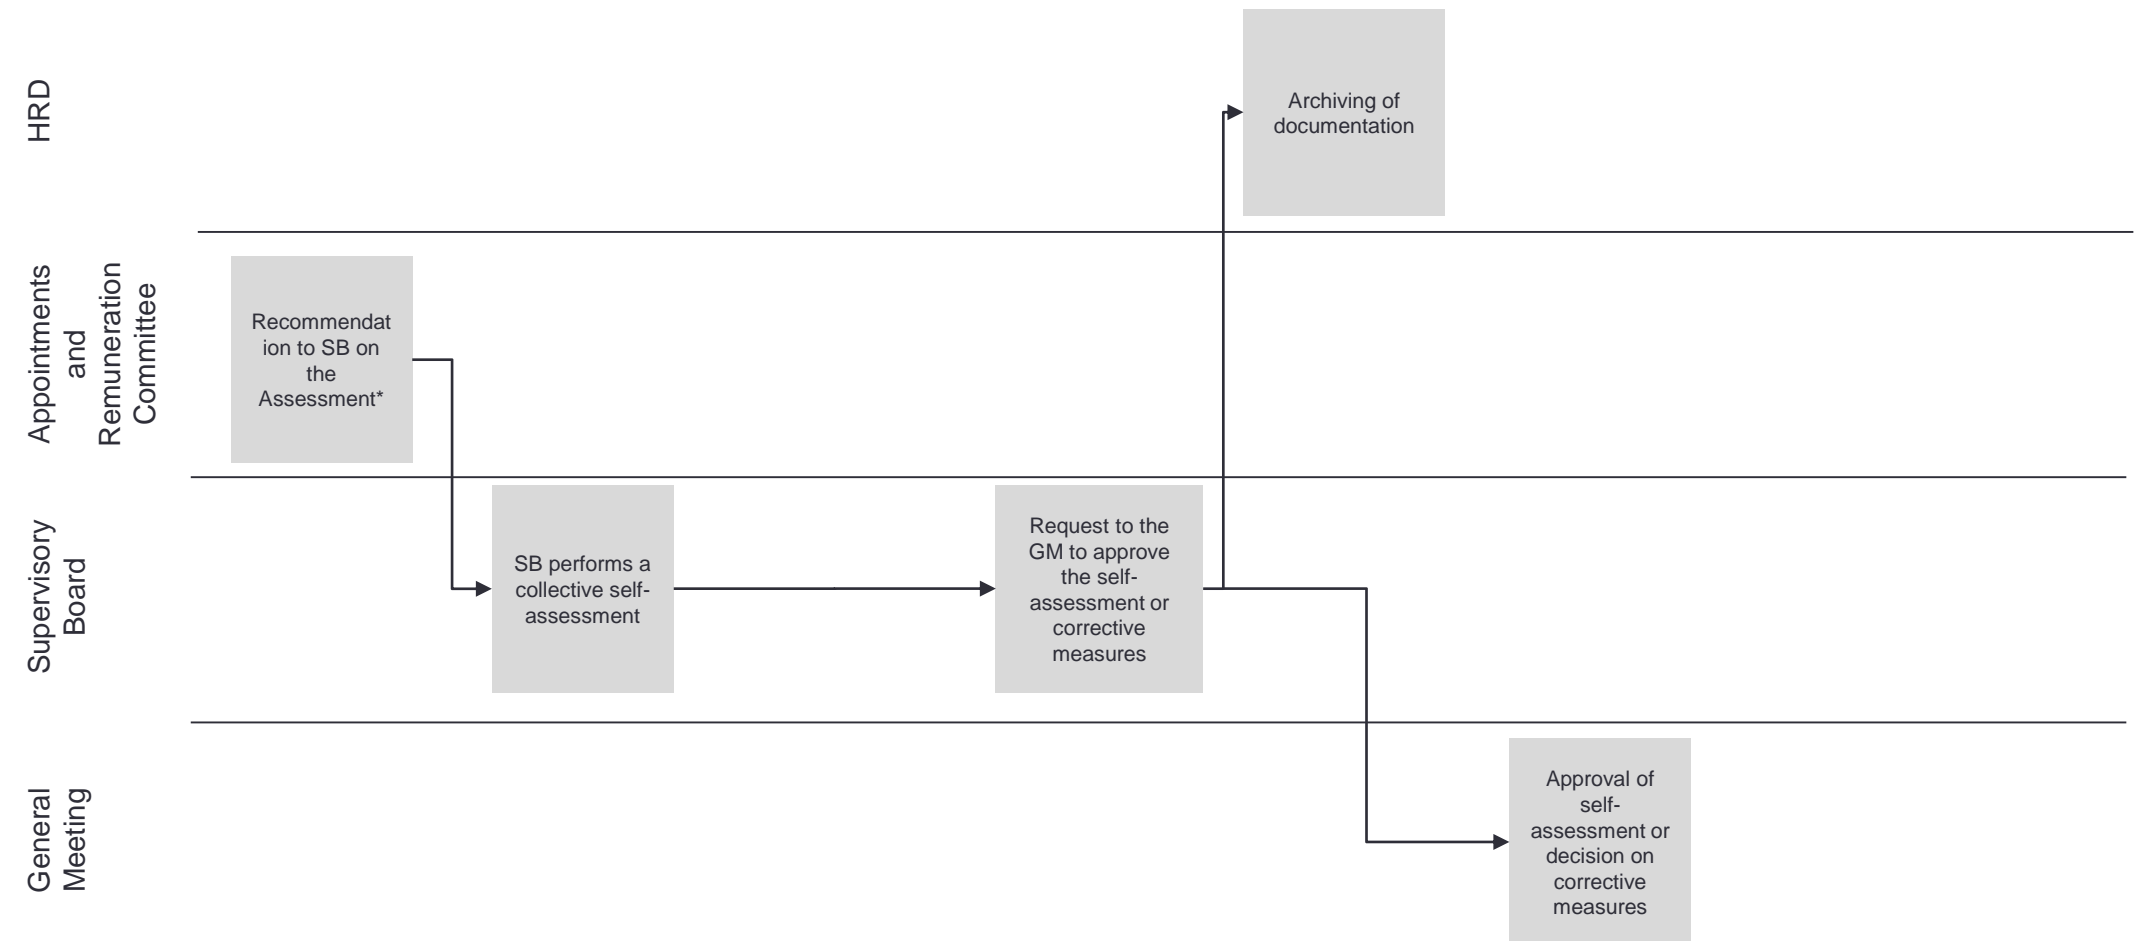 HRD
Archiving of
documentation
Appointments
and
Remuneration
Committee
Recommendat
ion to SB on
the
Assessment*
Supervisory
Board
SB performs a
collective self-
assessment
Request to the
GM to approve
the self-
assessment or
corrective
measures
General
Meeting
Approval of
self-
assessment or
decision on
corrective
measures